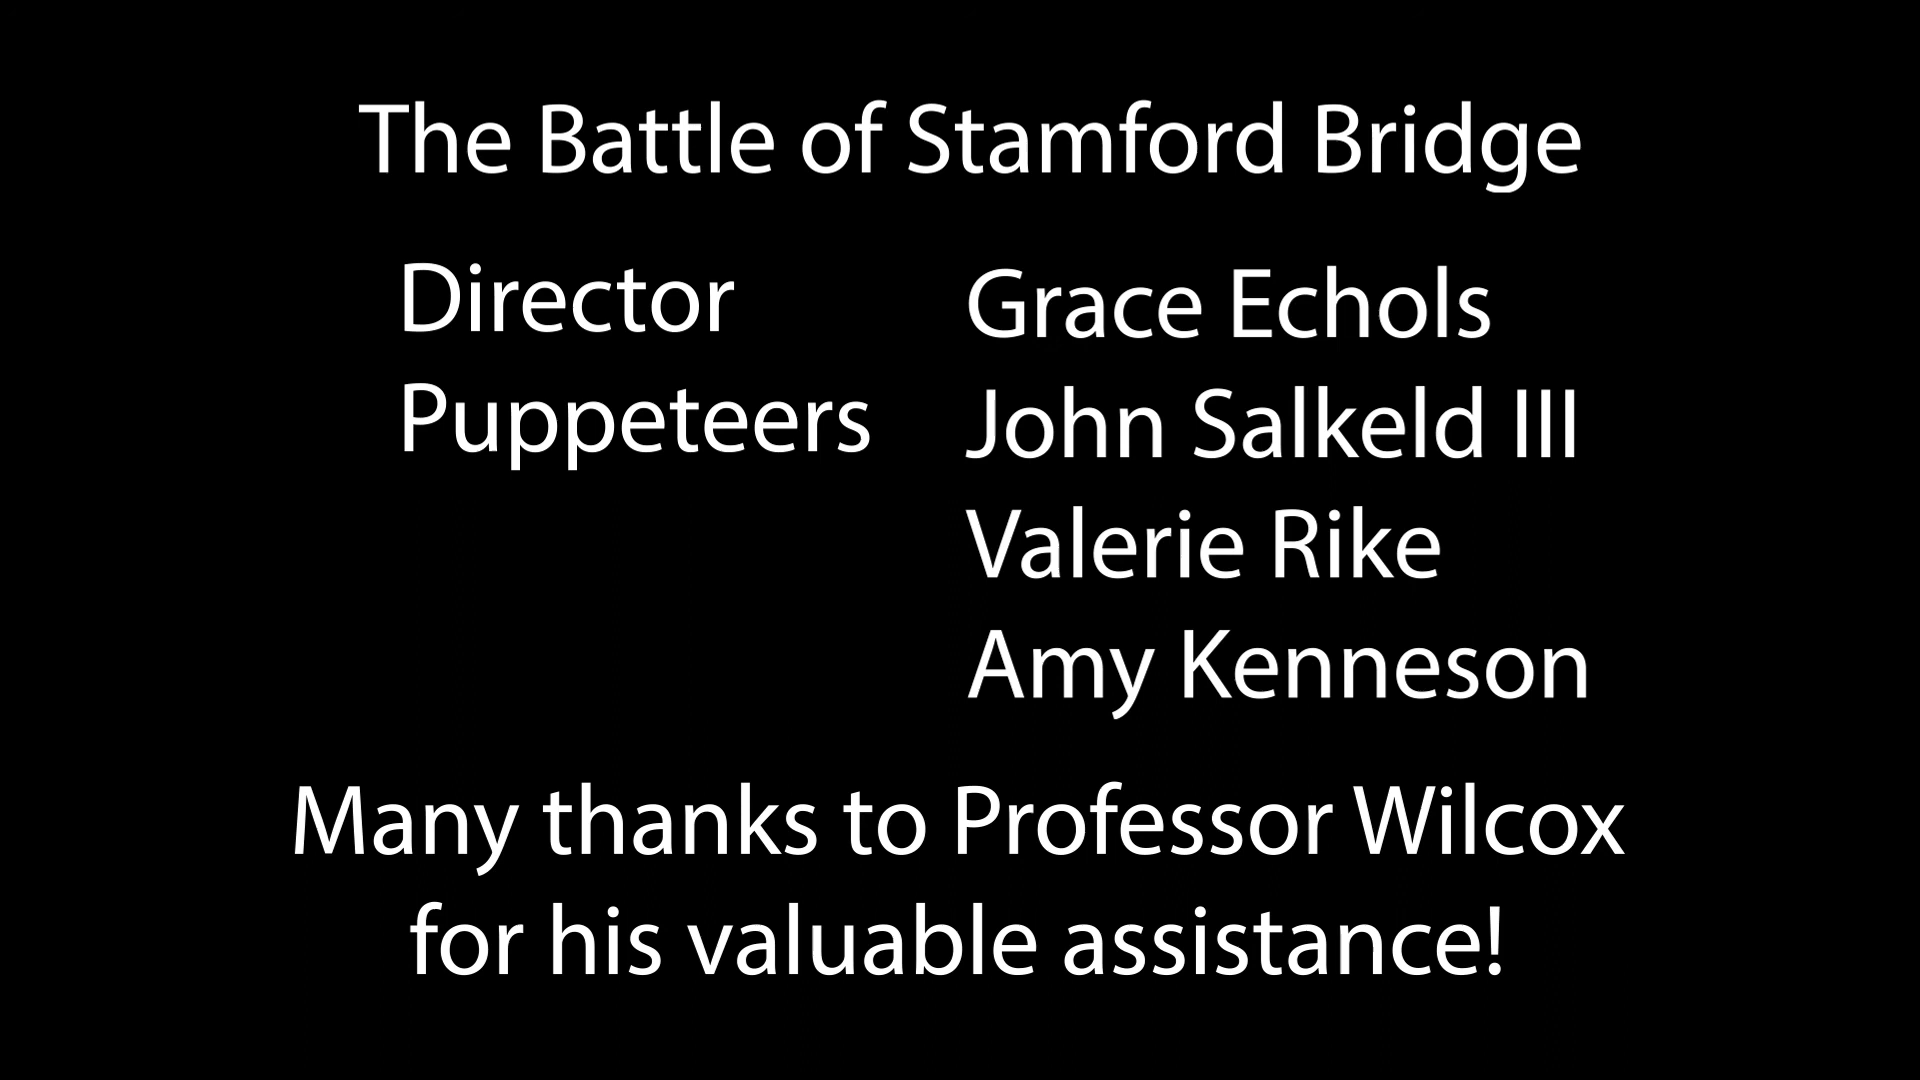 The Battle of Stamford Bridge
Director Grace Echols
Puppeteers John Salkeld III
Valerie Rike
Amy Kenneson
Many thanks to Professor Wilcox
for his valuable assistance!